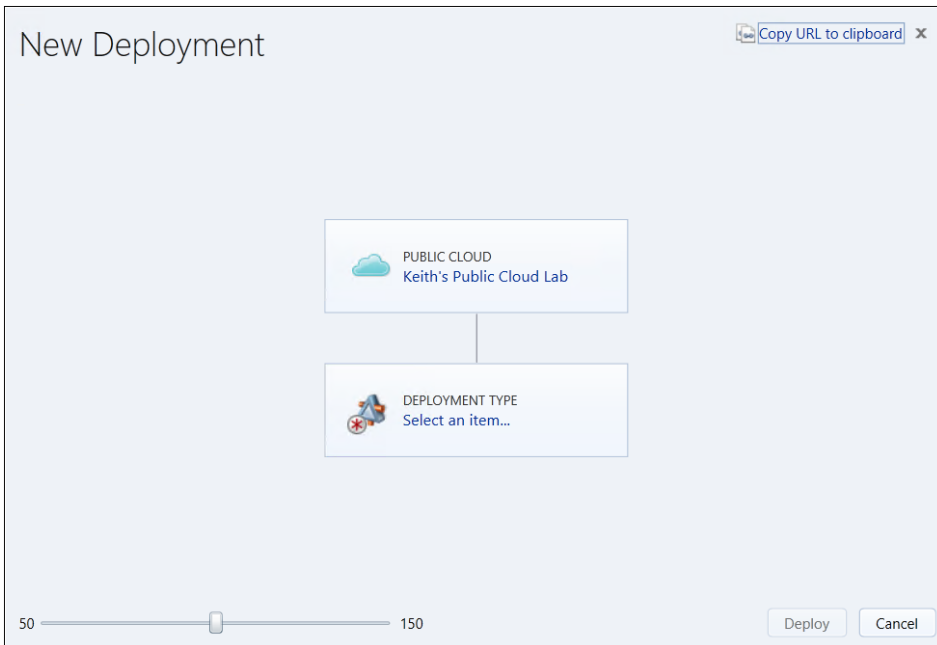 New Deployment
Copy URL to clipboard
PUBLIC CLOUD
Keith's Public Cloud Lab
DEPLOYMENT TYPE
Select an item...
50
150
Deploy
Cancel